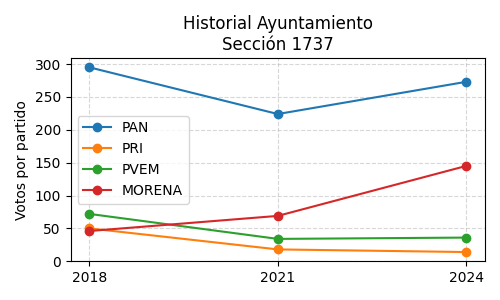 Historial Ayuntamiento
Sección 1737
Votos por partido
300
250
200
150
100
50
0
PAN
PRI
PVEM
MORENA
2018 2021 2024